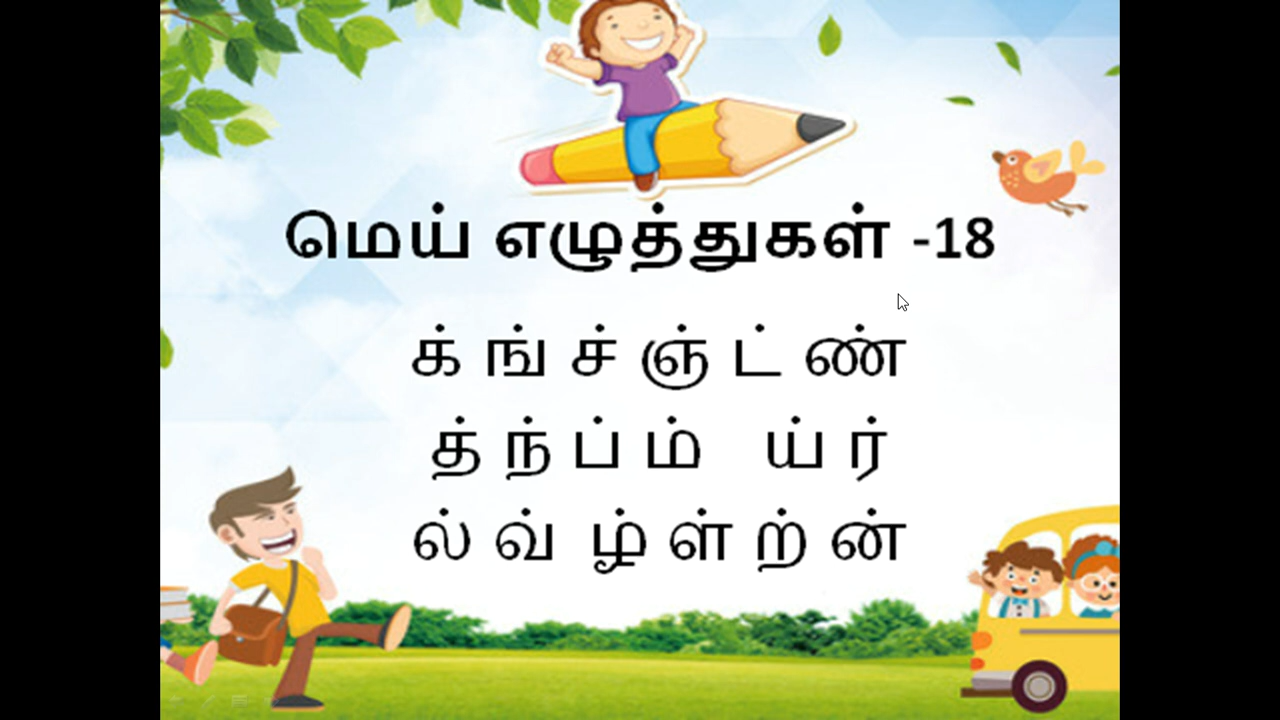 மெய் எழுத்துகள் -18
க் ங் ச் ஞ் ட் ண்
த் ந் ப் ம் ய் ர்
ல் வ் ழ் ள் ற் ன்